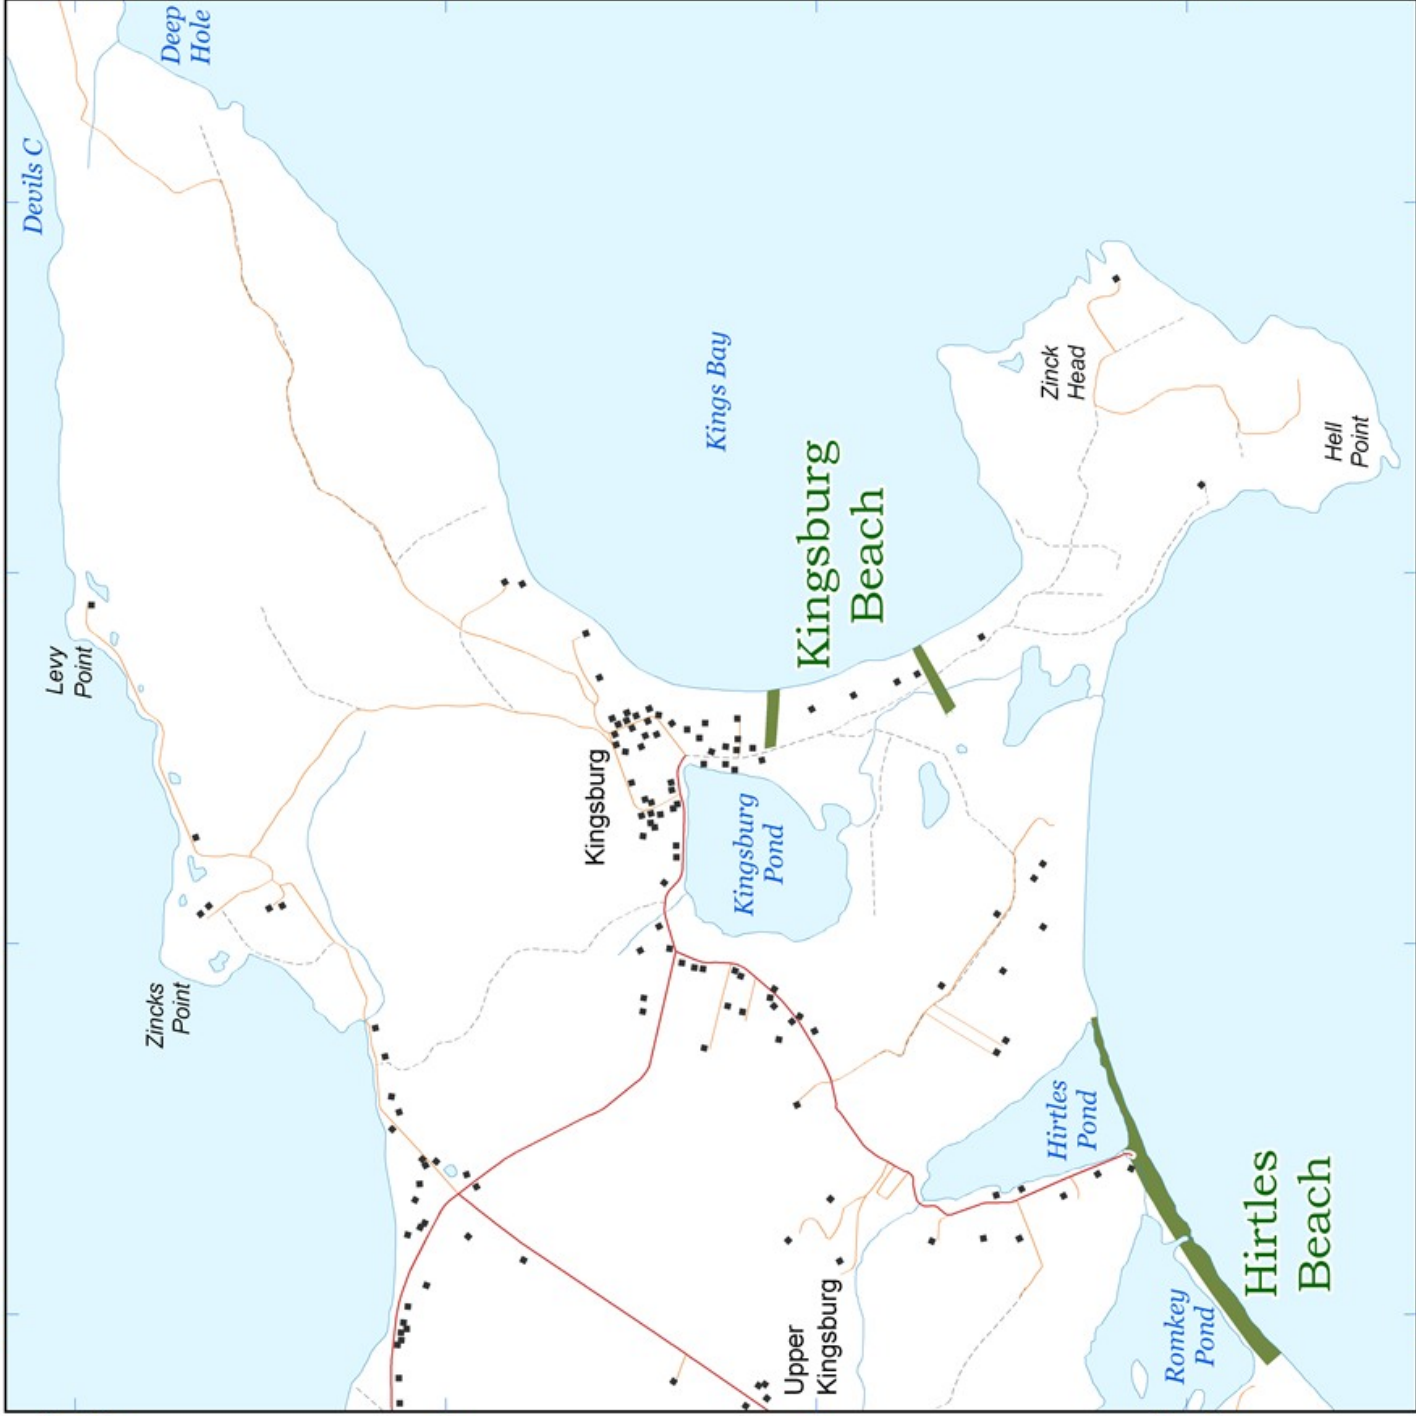 Deep
Hole
Devils C
Levy
Point
Zincks
Point
Kings Bay
Zinck
Head
Hell
Point
Kingsburg
Beach
Kingsburg
Kingsburg
Pond
Hirtles
Pond
Hirtles
Beach
Upper
Kingsburg
Romkey
Pond